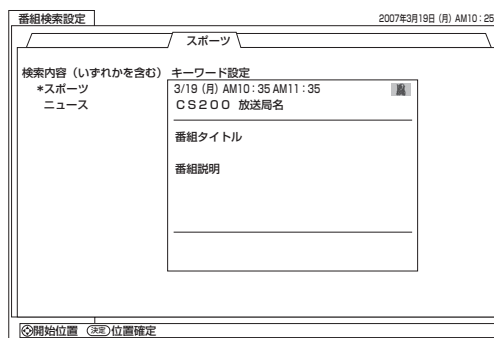 番組検索設定 2007年3月19日 (月) AM10：25
スポーツ
検索内容（いずれかを含む） キーワード設定
*スポーツ
ニュース
3/19 (月) AM10：35 AM11：35
CS200 放送局名
番組タイトル
番組説明
開始位置 決定 位置確定